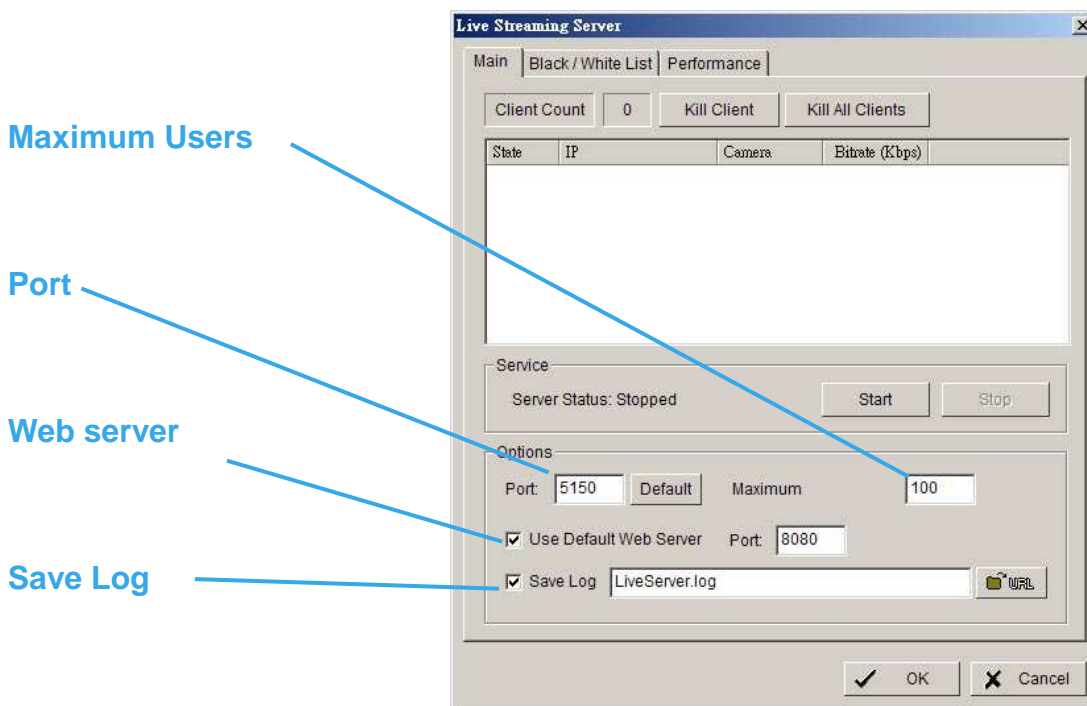 Live Streaming Server
Main Black / White List Performance
Client Count 0 Kill Client Kill All Clients
Maximum Users
State IP Camera Bitrate (Kbps)
Port
Service
Server Status: Stopped Start Stop
Web server
Options
Port: 5150 Default Maximum 100
Use Default Web Server Port: 8080
Save Log
Save Log LiveServer.log URL
OK Cancel